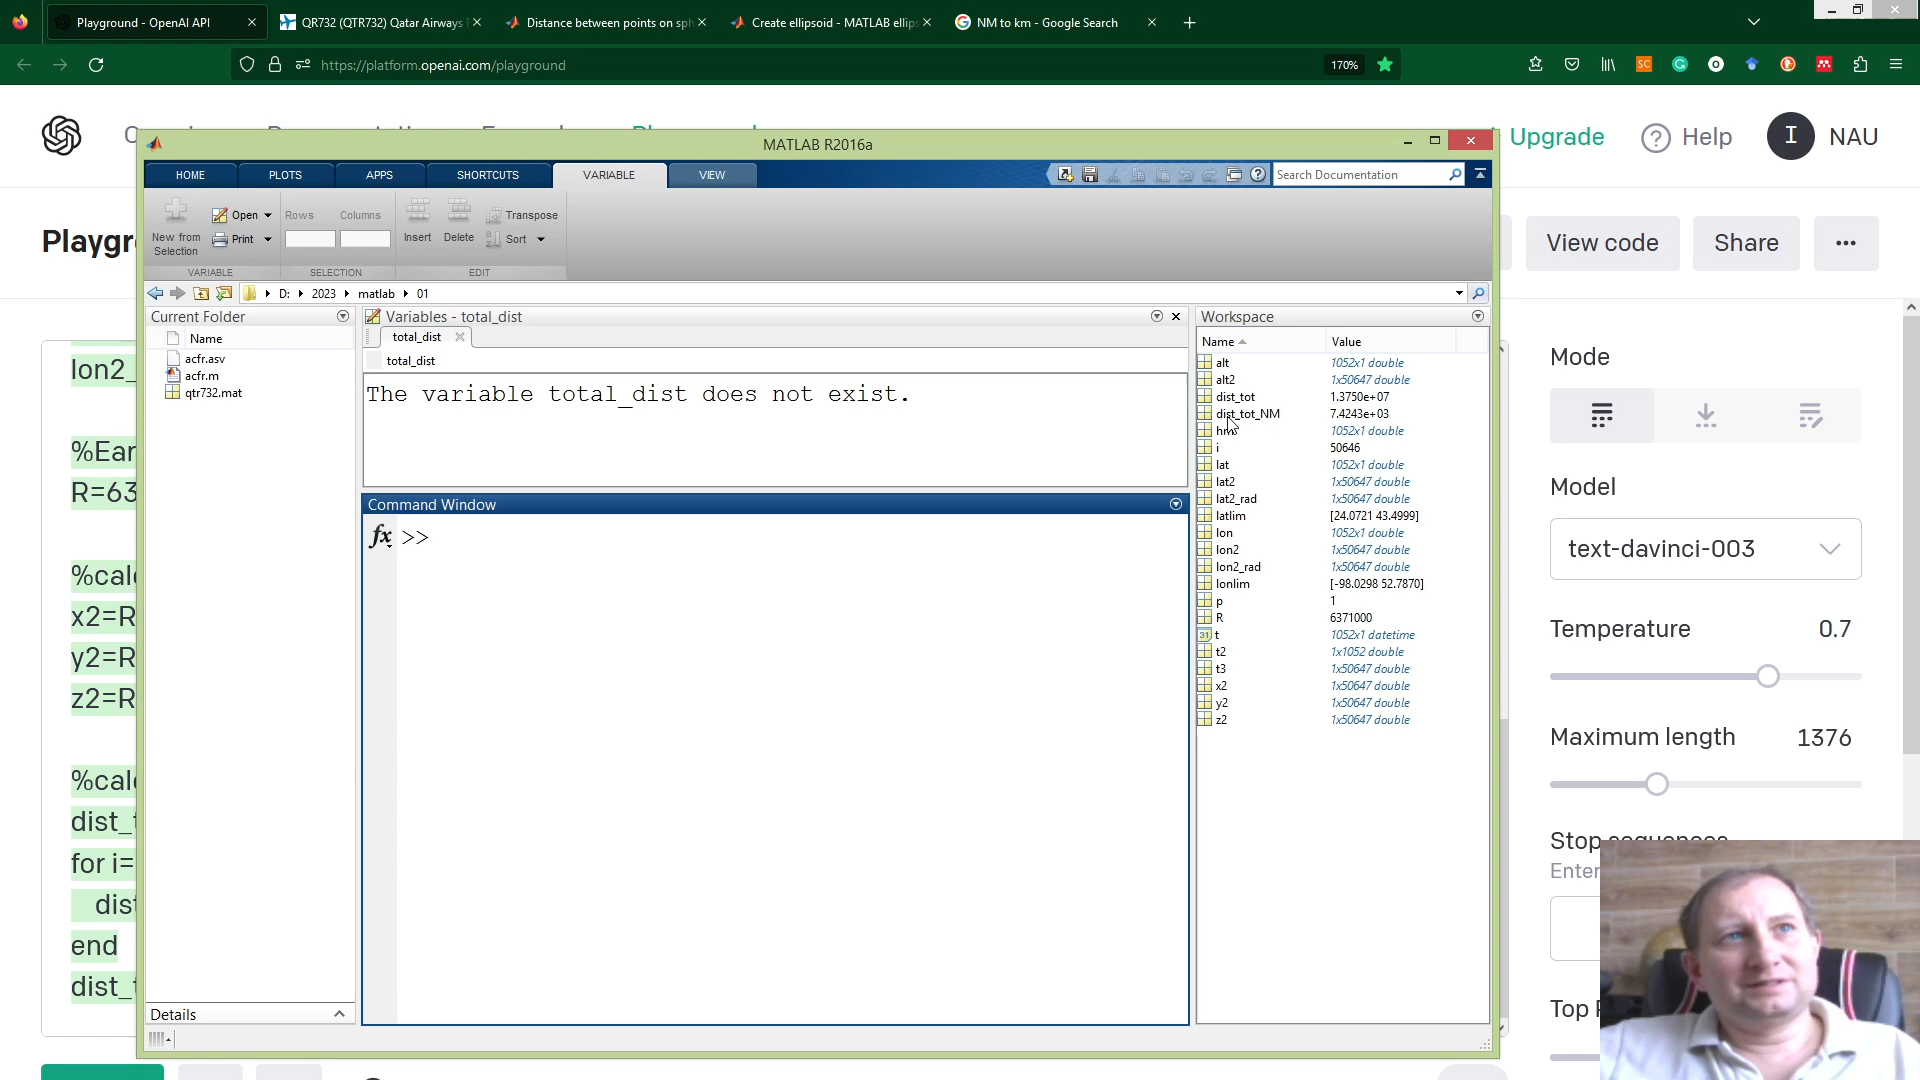 Playground - OpenAI API
QR732 (QTR732) Qatar Airways
Distance between points on sph
Create ellipsoid - MATLAB ellips
NM to km - Google Search
https://platform.openai.com/playground
170%
Upgrade
Help
I
NAU
MATLAB R2016a
HOME
PLOTS
APPS
SHORTCUTS
VARIABLE
VIEW
Search Documentation
New from
Selection
Open
Print
Rows
Columns
Insert
Delete
Transpose
Sort
VARIABLE
SELECTION
EDIT
View code
Share
D:
2023
matlab
01
Current Folder
Name
acfr.asv
acfr.m
qtr732.mat
Details
Variables - total_dist
total_dist
total_dist
The variable total_dist does not exist.
Command Window
fx >>
Workspace
Name
Value
alt 1052x1 double
alt2 1x50647 double
dist_tot 1.3750e+07
dist_tot_NM 7.4243e+03
1052x1 double
i 50646
lat 1052x1 double
lat2 1x50647 double
lat2_rad 1x50647 double
latlim [24.0721 43.4999]
lon 1052x1 double
lon2 1x50647 double
lon2_rad 1x50647 double
lonlim [-98.0298 52.7870]
p 1
R 6371000
31 t 1052x1 datetime
t2 1x1052 double
t3 1x50647 double
x2 1x50647 double
y2 1x50647 double
z2 1x50647 double
lon2_
%Ear
R=63
%cal
x2=R
y2=R
z2=R
%cal
dist_
for i=
dist
end
dist_
Mode
Model
text-davinci-003
Temperature 0.7
Maximum length 1376
Stop sequences
Enter
Top